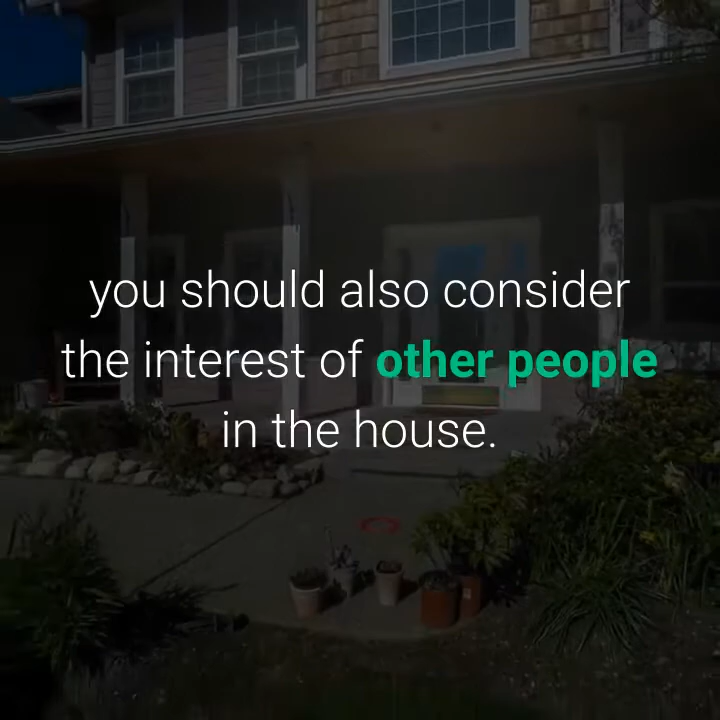 you should also consider
the interest of other people
in the house.